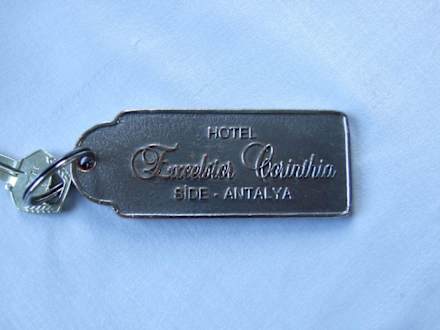 HOTEL
Excelsior Corinthia
SİDE - ANTALYA